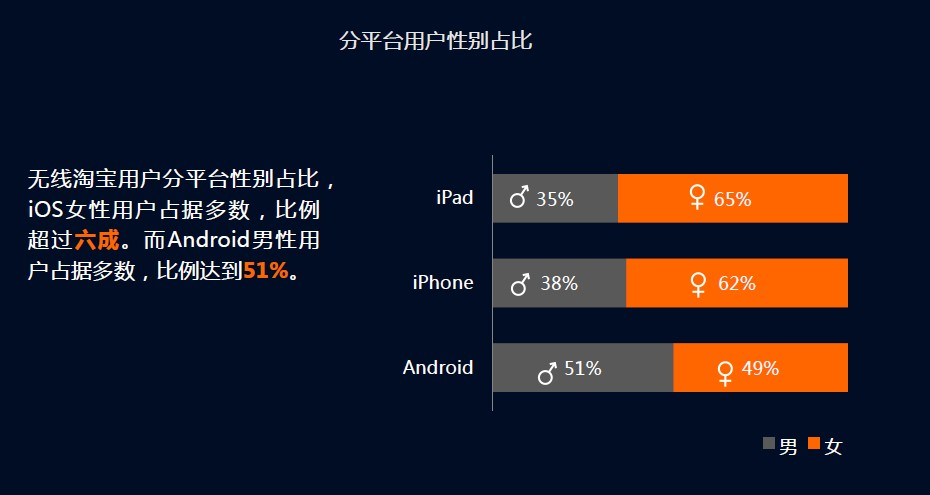 分平台用户性别占比
无线淘宝用户分平台性别占比，
iOS女性用户占据多数，比例
超过六成。而Android男性用
户占据多数，比例达到51%。
iPad ♂ 35% ♀ 65%
iPhone ♂ 38% ♀ 62%
Android ♂ 51% ♀ 49%
男 女